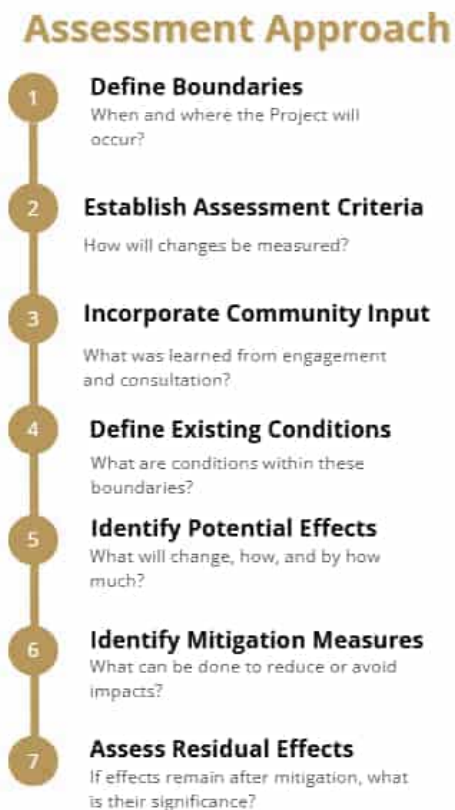 Assessment Approach
1
Define Boundaries
When and where the Project will
occur?
2
Establish Assessment Criteria
How will changes be measured?
3
Incorporate Community Input
What was learned from engagement
and consultation?
4
Define Existing Conditions
What are conditions within these
boundaries?
5
Identify Potential Effects
What will change, how, and by how
much?
6
Identify Mitigation Measures
What can be done to reduce or avoid
impacts?
7
Assess Residual Effects
If effects remain after mitigation, what
is their significance?